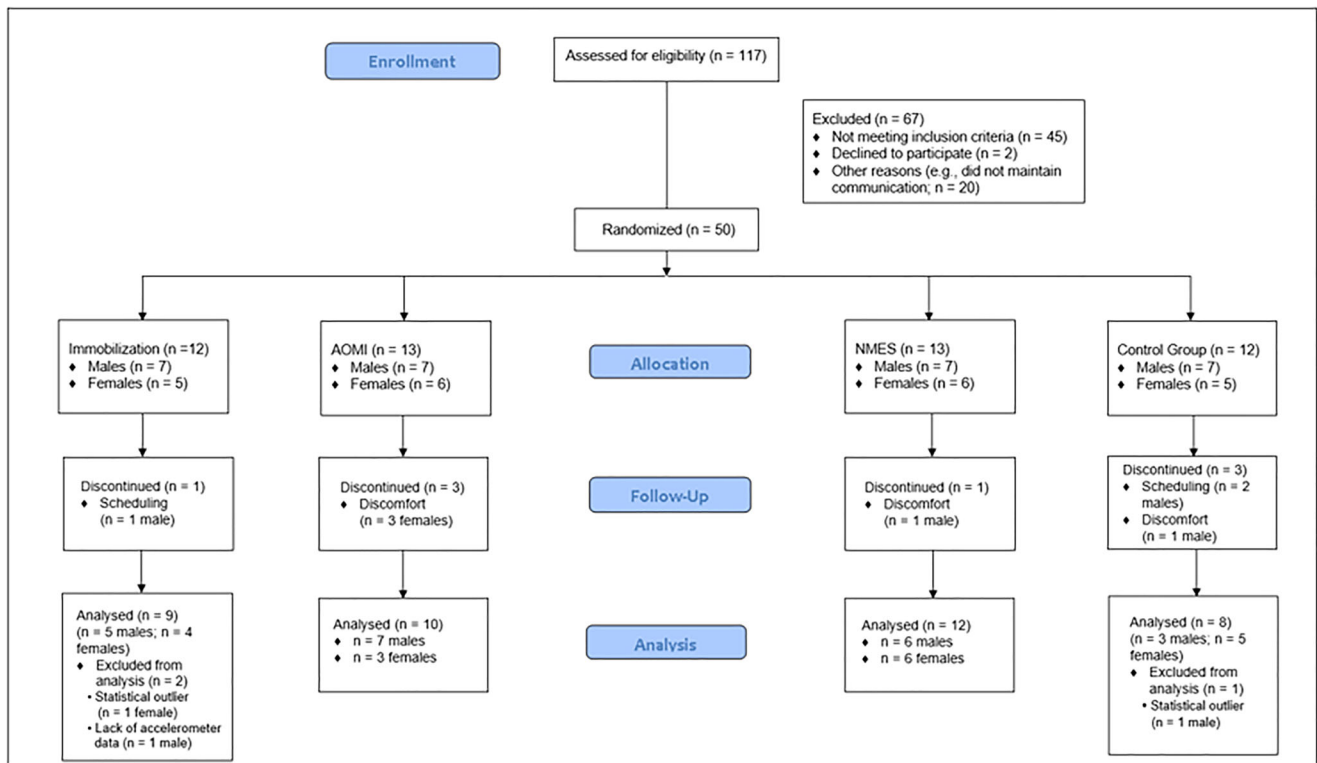 Enrollment
Assessed for eligibility (n = 117)
Excluded (n = 67)
♦ Not meeting inclusion criteria (n = 45)
♦ Declined to participate (n = 2)
♦ Other reasons (e.g., did not maintain
communication; n = 20)
Randomized (n = 50)
Immobilization (n =12)
♦ Males (n = 7)
♦ Females (n = 5)
AOMI (n = 13)
♦ Males (n = 7)
♦ Females (n = 6)
Allocation
NMES (n = 13)
♦ Males (n = 7)
♦ Females (n = 6)
Control Group (n = 12)
♦ Males (n = 7)
♦ Females (n = 5)
Discontinued (n = 1)
♦ Scheduling
(n = 1 male)
Discontinued (n = 3)
♦ Discomfort
(n = 3 females)
Follow-Up
Discontinued (n = 1)
♦ Discomfort
(n = 1 male)
Discontinued (n = 3)
♦ Scheduling (n = 2
males)
♦ Discomfort
(n = 1 male)
Analysed (n = 9)
(n = 5 males; n = 4
females)
♦ Excluded from
analysis (n = 2)
• Statistical outlier
(n = 1 female)
• Lack of accelerometer
data (n = 1 male)
Analysed (n = 10)
♦ n = 7 males
♦ n = 3 females
Analysis
Analysed (n = 12)
♦ n = 6 males
♦ n = 6 females
Analysed (n = 8)
(n = 3 males; n = 5
females)
♦ Excluded from
analysis (n = 1)
• Statistical outlier
(n = 1 male)